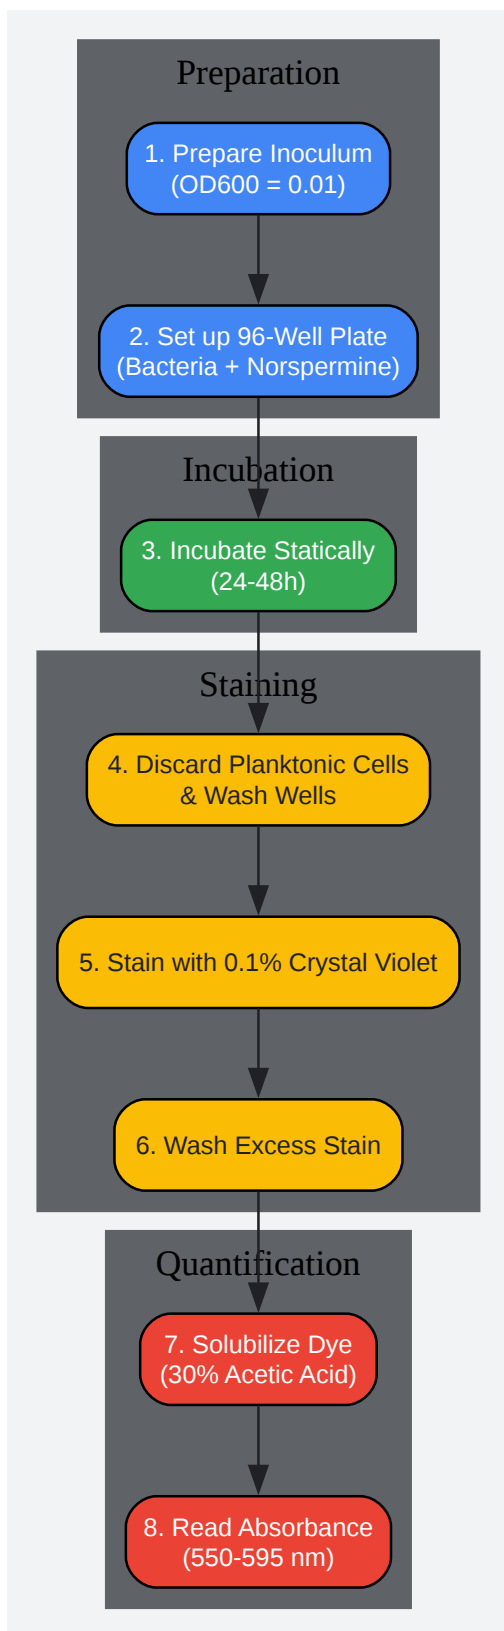 Preparation
1. Prepare Inoculum
(OD600 = 0.01)
2. Set up 96-Well Plate
(Bacteria + Norspermine)
Incubation
3. Incubate Statically
(24-48h)
Staining
4. Discard Planktonic Cells
& Wash Wells
5. Stain with 0.1% Crystal Violet
6. Wash Excess Stain
Quantification
7. Solubilize Dye
(30% Acetic Acid)
8. Read Absorbance
(550-595 nm)